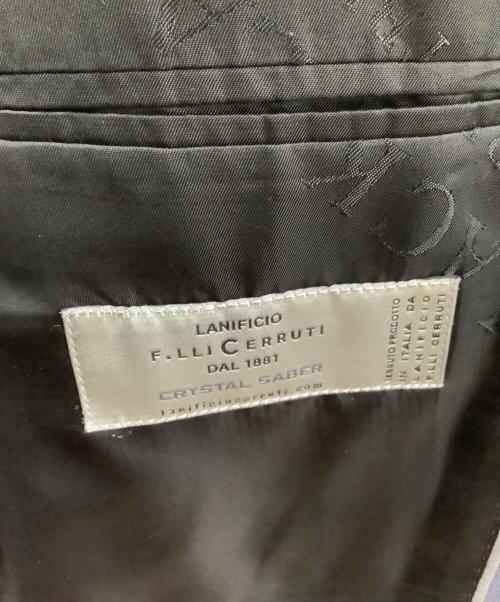 LANIFICIO
F.LLI CERRUTI
DAL 1881
CRYSTAL SABER
lanificiocerruti.com
TESSUTO PRODOTTO
IN ITALIA DA
LANIFICIO
F.LLI CERRUTI